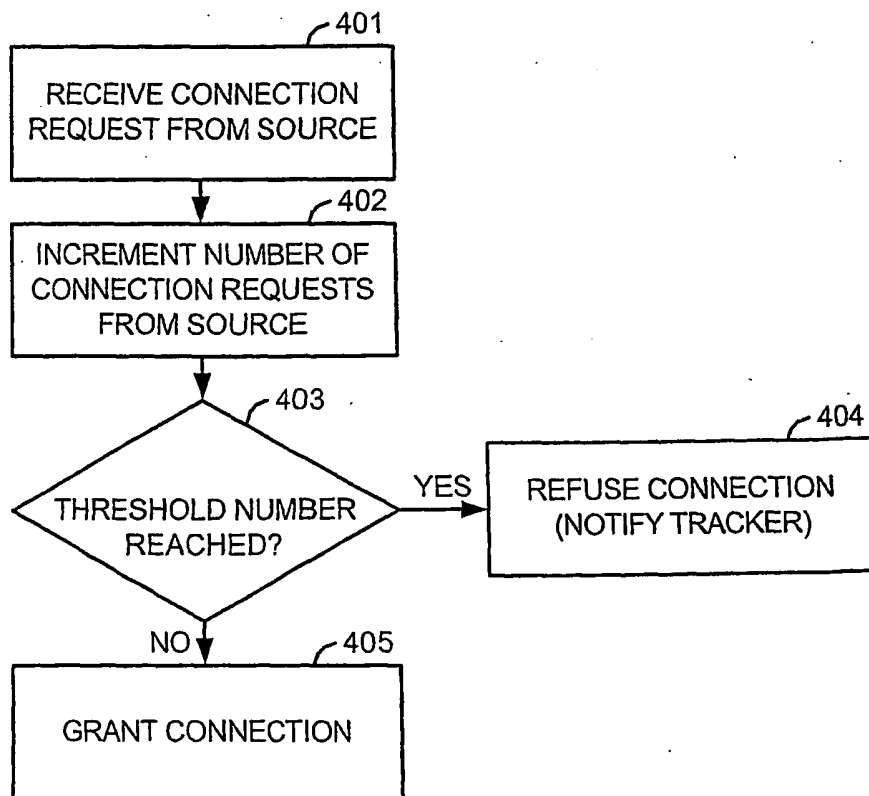 401
RECEIVE CONNECTION
REQUEST FROM SOURCE
402
INCREMENT NUMBER OF
CONNECTION REQUESTS
FROM SOURCE
403
THRESHOLD NUMBER
REACHED?
YES
404
REFUSE CONNECTION
(NOTIFY TRACKER)
NO
405
GRANT CONNECTION